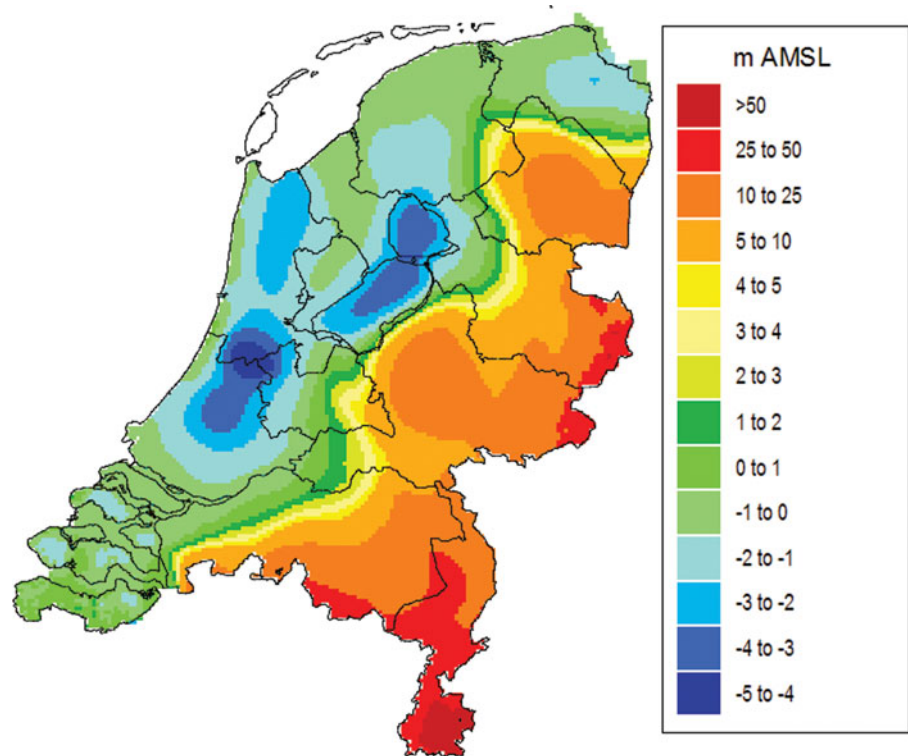 m AMSL
>50
25 to 50
10 to 25
5 to 10
4 to 5
3 to 4
2 to 3
1 to 2
0 to 1
-1 to 0
-2 to -1
-3 to -2
-4 to -3
-5 to -4